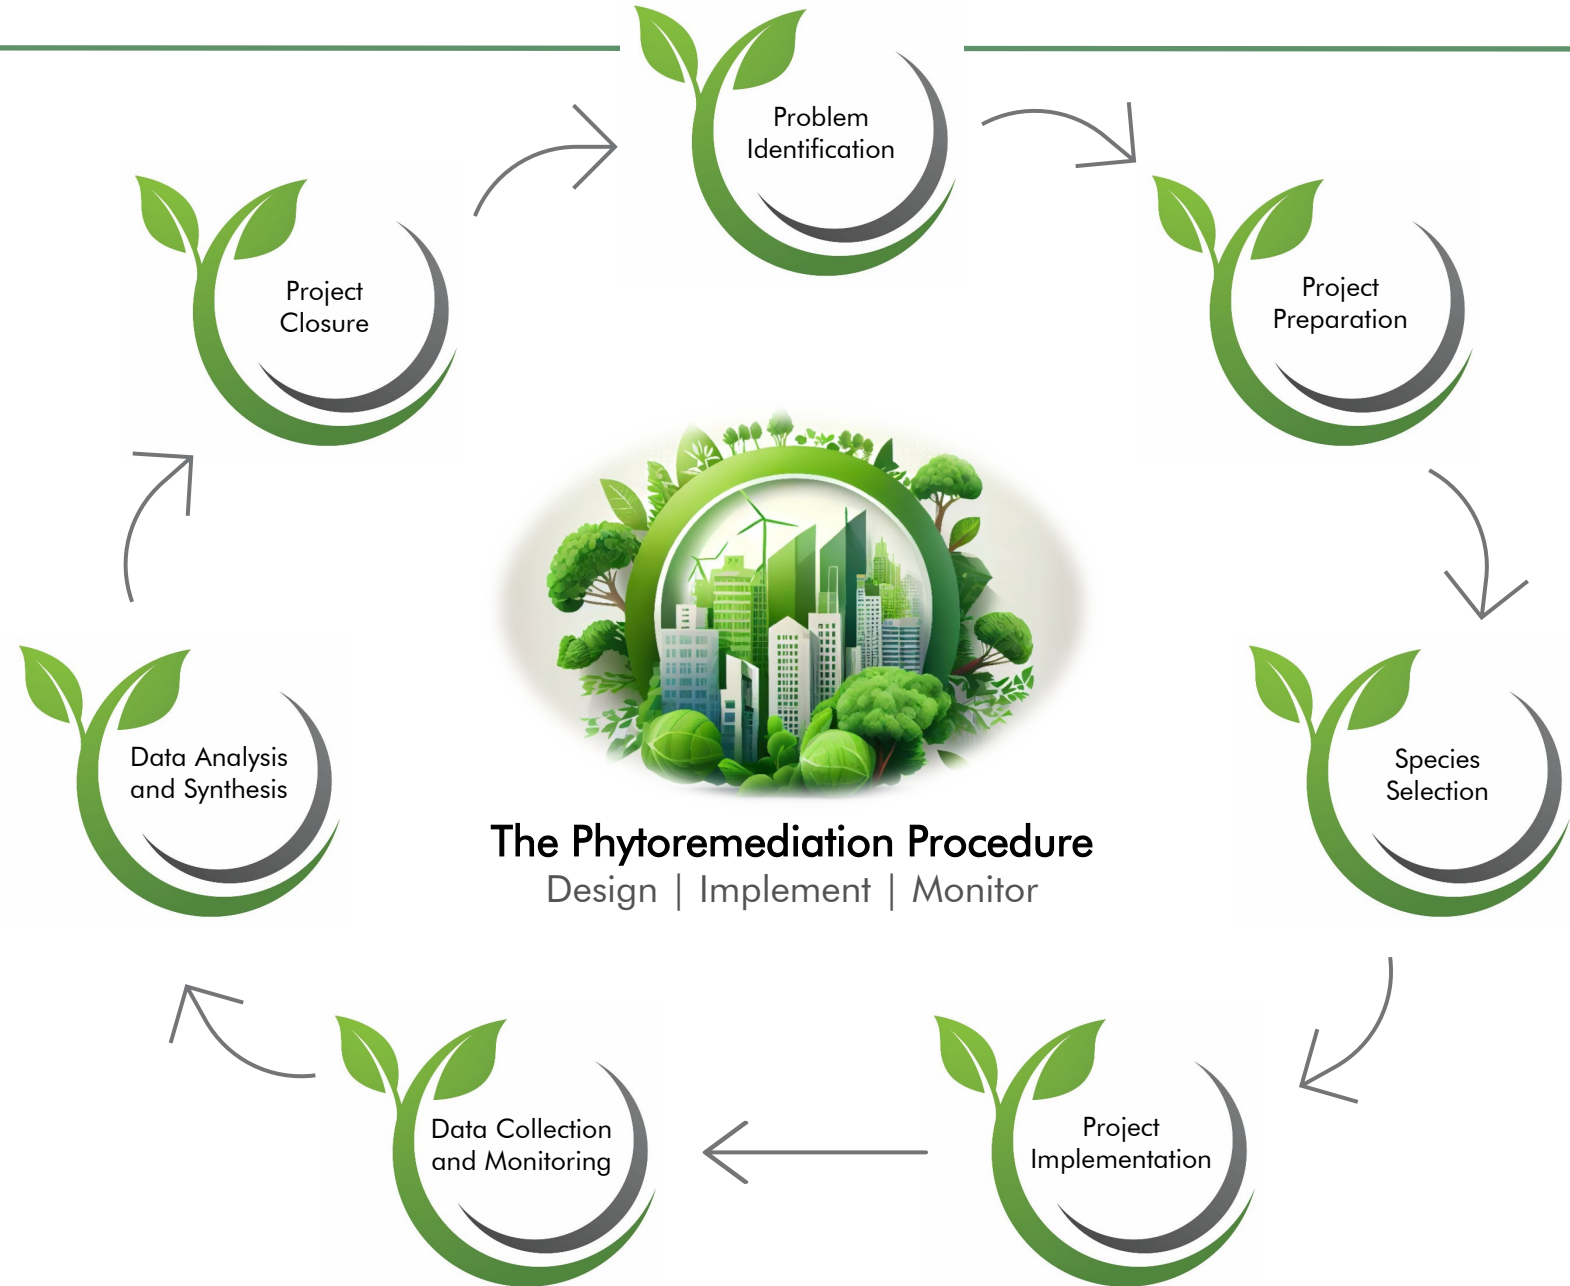 Problem
Identification
Project
Preparation
Species
Selection
Project
Implementation
Data Collection
and Monitoring
Data Analysis
and Synthesis
Project
Closure
The Phytoremediation Procedure
Design | Implement | Monitor